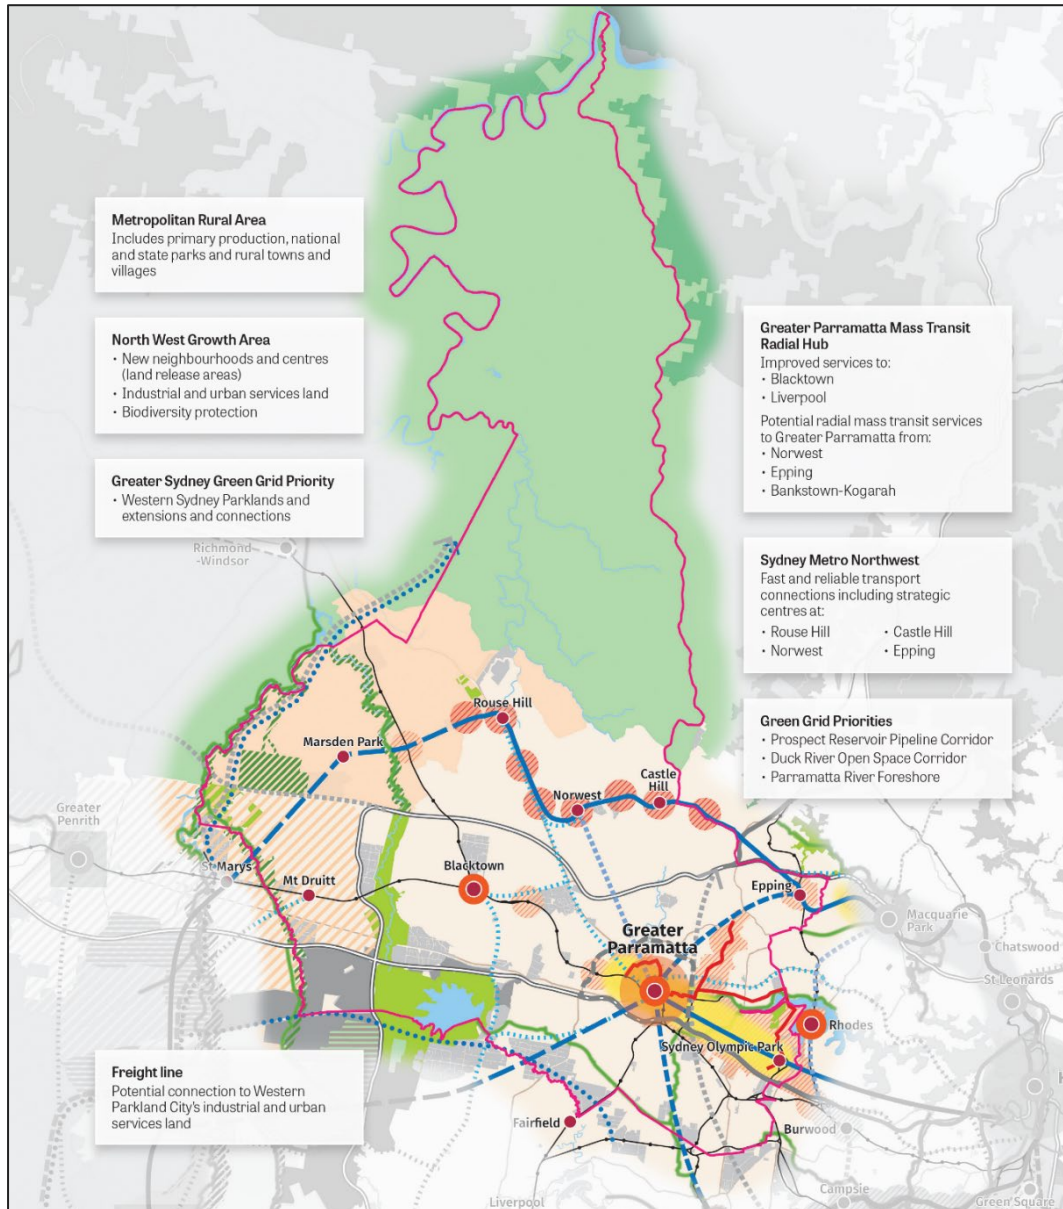 Metropolitan Rural Area
Includes primary production, national
and state parks and rural towns and
villages
North West Growth Area
• New neighbourhoods and centres
(land release areas)
• Industrial and urban services land
• Biodiversity protection
Greater Sydney Green Grid Priority
• Western Sydney Parklands and
extensions and connections
Greater Parramatta Mass Transit
Radial Hub
Improved services to:
• Blacktown
• Liverpool
Potential radial mass transit services
to Greater Parramatta from:
• Norwest
• Epping
• Bankstown-Kogarah
Sydney Metro Northwest
Fast and reliable transport
connections including strategic
centres at:
• Rouse Hill • Castle Hill
• Norwest • Epping
Green Grid Priorities
• Prospect Reservoir Pipeline Corridor
• Duck River Open Space Corridor
• Parramatta River Foreshore
Richmond
-Windsor
Rouse Hill
Marsden Park
Castle
Hill
Norwest
Greater
Penrith
St Marys
Mt Druitt
Blacktown
Epping
Macquarie
Park
Chatswood
St Leonards
Greater
Parramatta
Rhodes
Sydney Olympic Park
Freight line
Potential connection to Western
Parkland City's industrial and urban
services land
Fairfield
Burwood
Liverpool
Campsie
Green Square